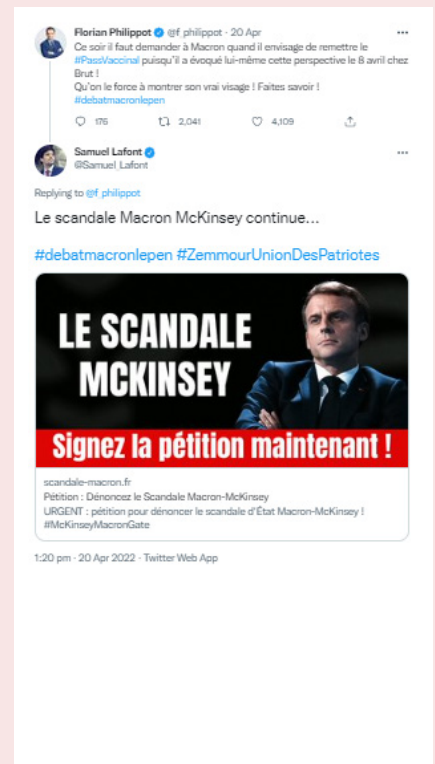 Florian Philippot @f_philippot · 20 Apr
Ce soir il faut demander à Macron quand il envisage de remettre le
#PassVaccinal puisqu'il a évoqué lui-même cette perspective le 8 avril chez
Brut !
Qu'on le force à montrer son vrai visage ! Faites savoir !
#debatmacronlepen
176 2,041 4,109
Samuel Lafont
@Samuel_Lafont
Replying to @f_philippot
Le scandale Macron McKinsey continue...
#debatmacronlepen #ZemmourUnionDesPatriotes
LE SCANDALE
MCKINSEY
Signez la pétition maintenant !
scandale-macron.fr
Pétition : Dénoncez le Scandale Macron-McKinsey
URGENT : pétition pour dénoncer le scandale d'État Macron-McKinsey !
#McKinseyMacronGate
1:20 pm · 20 Apr 2022 · Twitter Web App